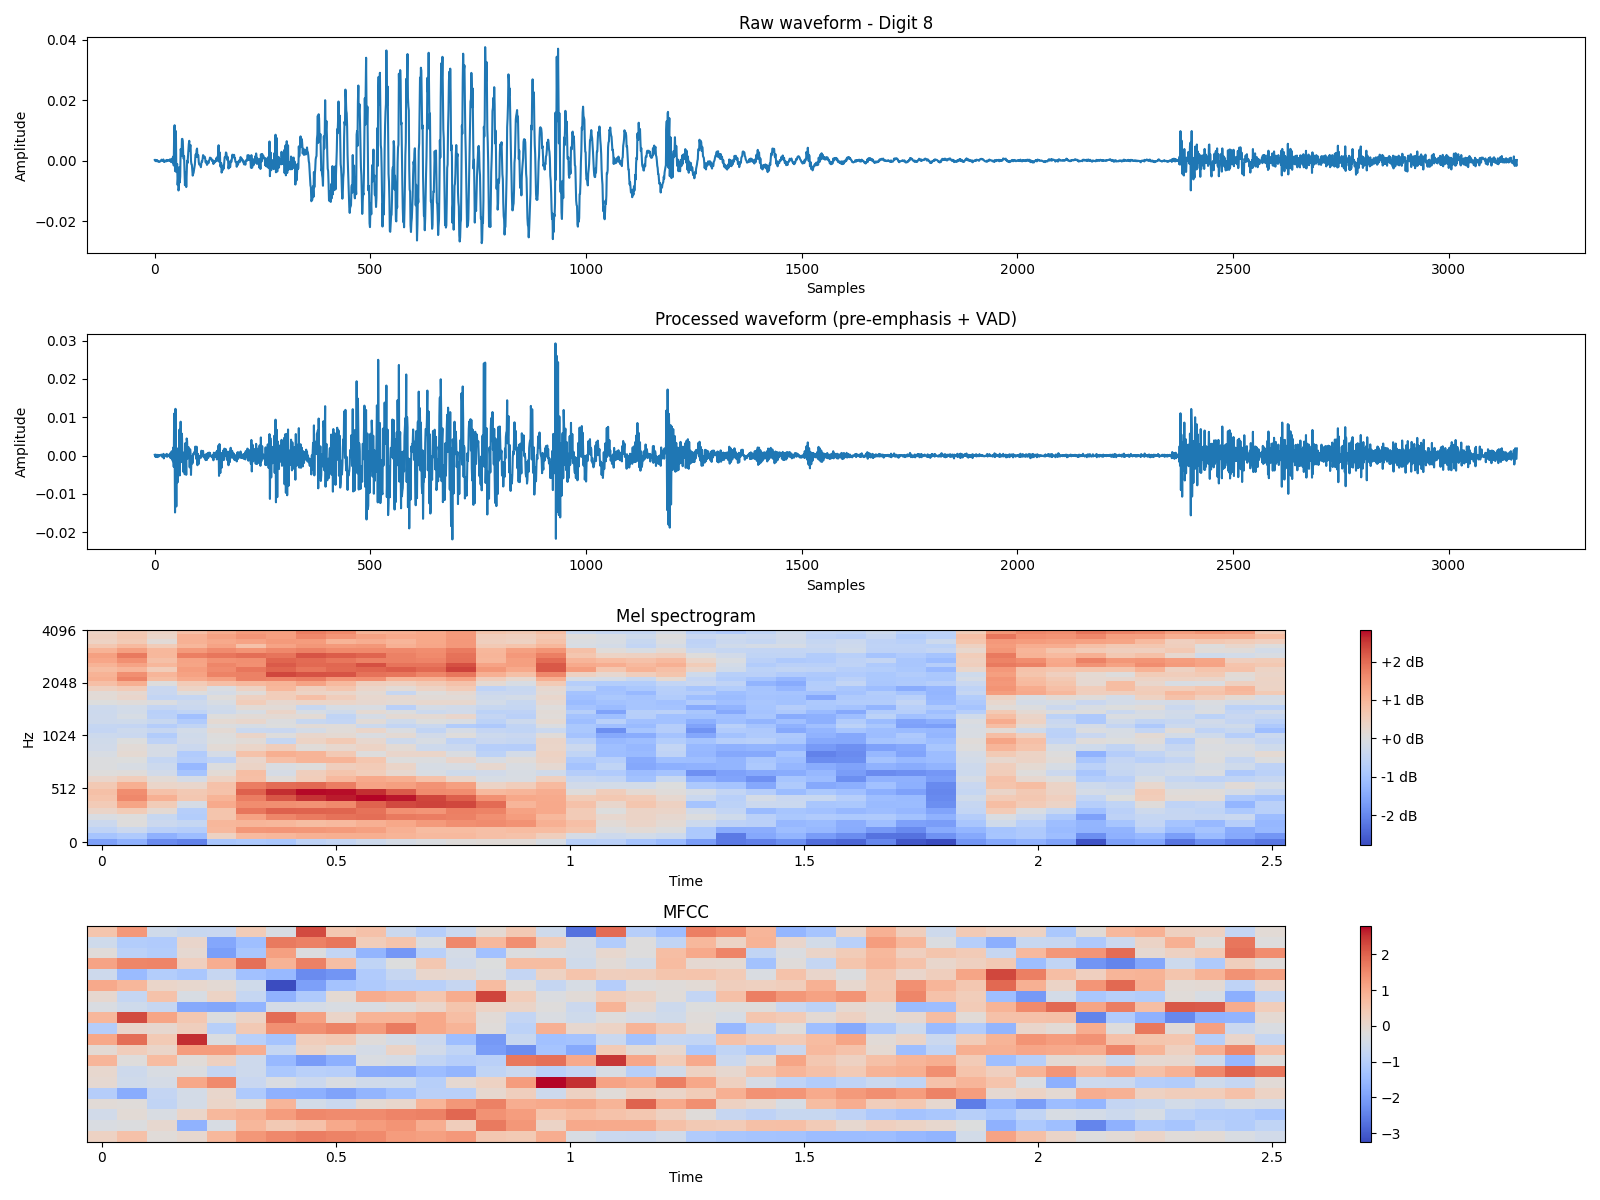 Raw waveform - Digit 8
0.04
0.02
0.00
−0.02
Amplitude
0 500 1000 1500 2000 2500 3000
Samples
Processed waveform (pre-emphasis + VAD)
0.03
0.02
0.01
0.00
−0.01
−0.02
Amplitude
0 500 1000 1500 2000 2500 3000
Samples
Mel spectrogram
4096
2048
1024
512
0
Hz
0 0.5 1 1.5 2 2.5
Time
+2 dB
+1 dB
+0 dB
-1 dB
-2 dB
MFCC
0 0.5 1 1.5 2 2.5
Time
2
1
0
−1
−2
−3